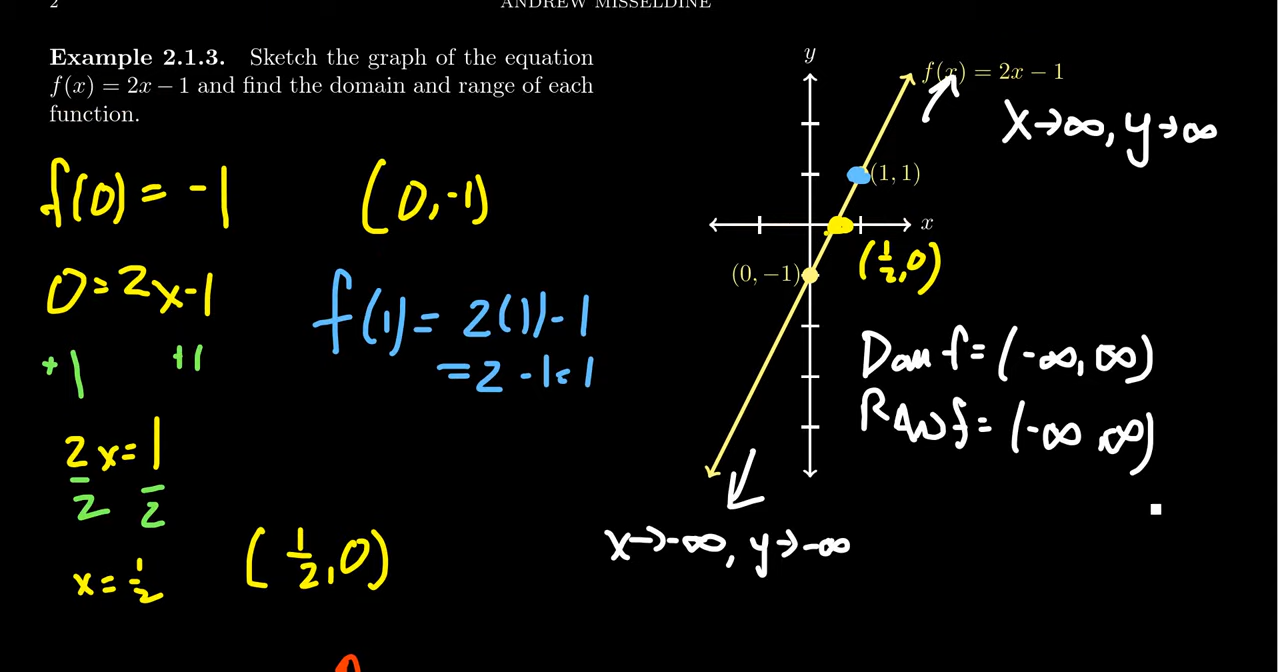 2 ANDREW MISSELDINE
Example 2.1.3. Sketch the graph of the equation
f(x) = 2x − 1 and find the domain and range of each
function.
f(0) = -1 (0,-1)
0=2x-1
+1 +1
2x=1
2 2
x=1/2
(1/2,0)
f(1)= 2(1)-1
=2-1=1
y
f(x) = 2x − 1
x→∞, y→∞
(1, 1)
x
(1/2,0)
(0, −1)
Dom f=(-∞,∞)
Ran f=(-∞,∞)
x→-∞, y→-∞